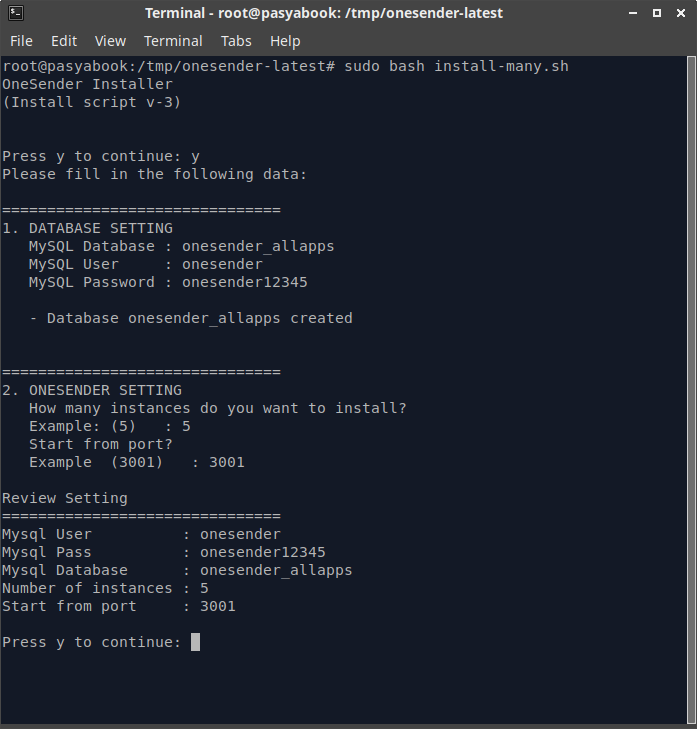 Terminal - root@pasyabook: /tmp/onesender-latest
File Edit View Terminal Tabs Help
root@pasyabook:/tmp/onesender-latest# sudo bash install-many.sh
OneSender Installer
(Install script v-3)
Press y to continue: y
Please fill in the following data:
===============================
1. DATABASE SETTING
MySQL Database : onesender_allapps
MySQL User     : onesender
MySQL Password : onesender12345
- Database onesender_allapps created
===============================
2. ONESENDER SETTING
How many instances do you want to install?
Example: (5)   : 5
Start from port?
Example  (3001)   : 3001
Review Setting
===============================
Mysql User          : onesender
Mysql Pass          : onesender12345
Mysql Database      : onesender_allapps
Number of instances : 5
Start from port     : 3001
Press y to continue: